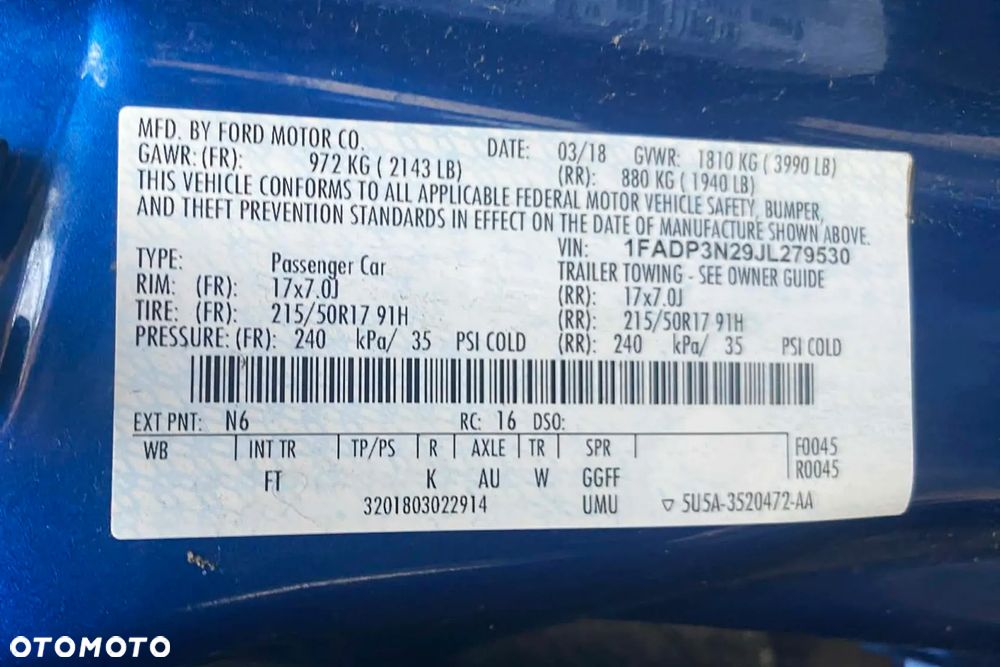 MFD. BY FORD MOTOR CO. DATE: 03/18 GVWR: 1810 KG ( 3990 LB)
GAWR: (FR): 972 KG ( 2143 LB) (RR): 880 KG ( 1940 LB)
THIS VEHICLE CONFORMS TO ALL APPLICABLE FEDERAL MOTOR VEHICLE SAFETY, BUMPER,
AND THEFT PREVENTION STANDARDS IN EFFECT ON THE DATE OF MANUFACTURE SHOWN ABOVE.
VIN: 1FADP3N29JL279530
TYPE: Passenger Car TRAILER TOWING - SEE OWNER GUIDE
RIM: (FR): 17x7.0J (RR): 17x7.0J
TIRE: (FR): 215/50R17 91H (RR): 215/50R17 91H
PRESSURE: (FR): 240 kPa/ 35 PSI COLD (RR): 240 kPa/ 35 PSI COLD
EXT PNT: N6 RC: 16 DSO:
WB INT TR TP/PS R AXLE TR SPR F0045
FT K AU W GGFF R0045
3201803022914 UMU ▽ 5U5A-3520472-AA
OTOMOTO